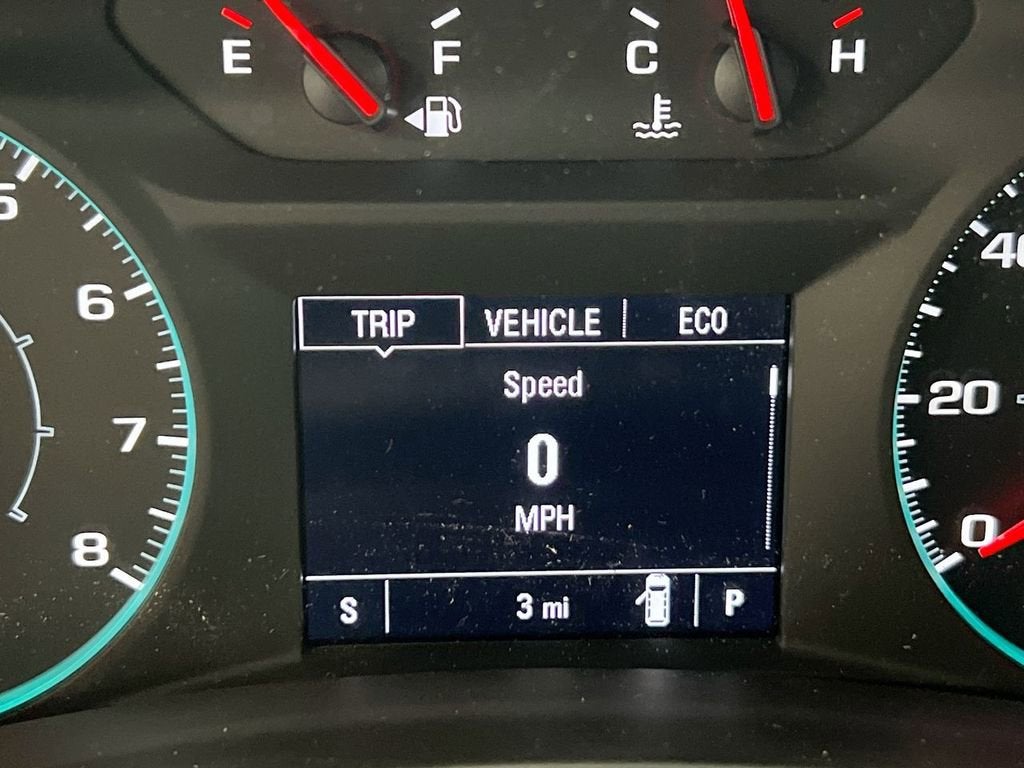 E F C H
5
6
7
8
TRIP VEHICLE ECO
Speed
0
MPH
S 3 mi P
40
20
0